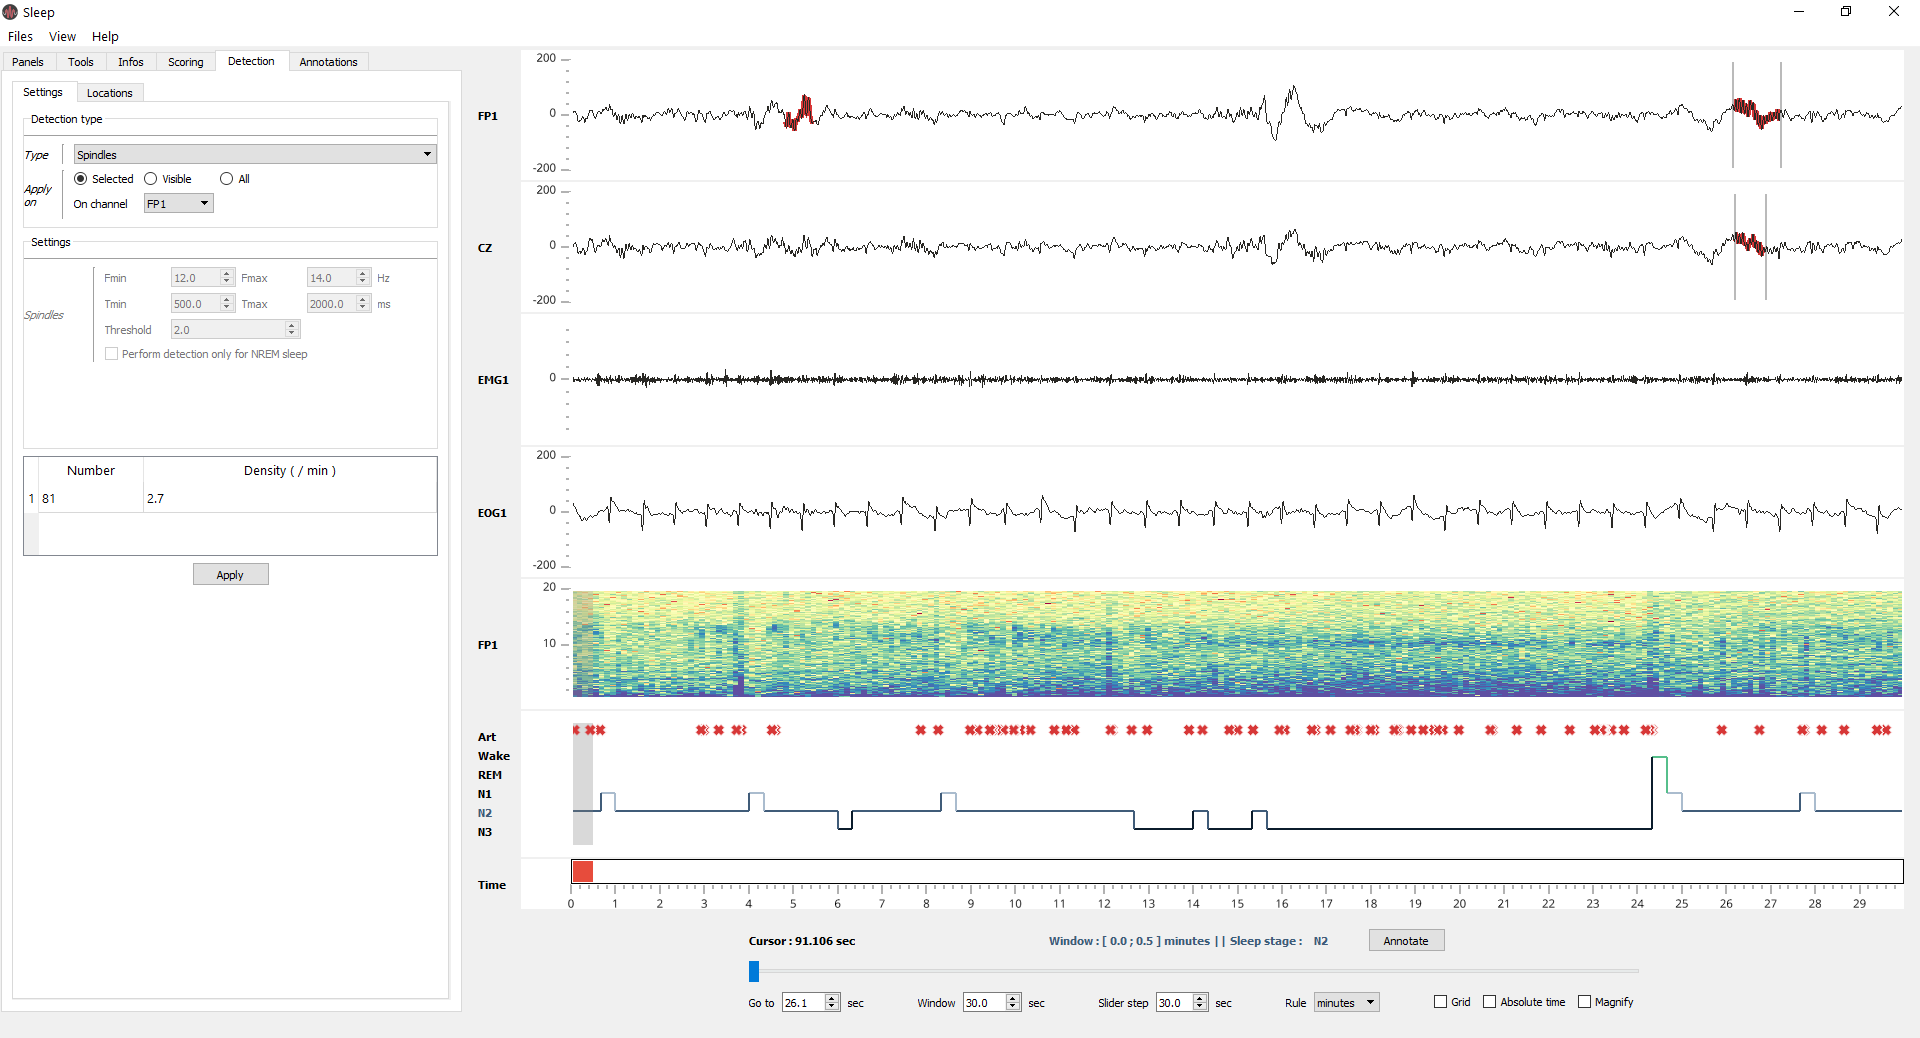 Sleep
Files View Help
Panels Tools Infos Scoring Detection Annotations
Settings Locations
Detection type
Type Spindles
Apply on
Selected Visible All
On channel FP1
Settings
Fmin 12.0 Fmax 14.0 Hz
Tmin 500.0 Tmax 2000.0 ms
Spindles
Threshold 2.0
Perform detection only for NREM sleep
Number Density ( / min )
1 81 2.7
Apply
200
FP1 0
-200
200
CZ 0
-200
EMG1 0
200
EOG1 0
-200
20
FP1 10
Art
Wake
REM
N1
N2
N3
Time
0 1 2 3 4 5 6 7 8 9 10 11 12 13 14 15 16 17 18 19 20 21 22 23 24 25 26 27 28 29
Cursor : 91.106 sec Window : [ 0.0 ; 0.5 ] minutes || Sleep stage : N2 Annotate
Go to 26.1 sec Window 30.0 sec Slider step 30.0 sec Rule minutes Grid Absolute time Magnify